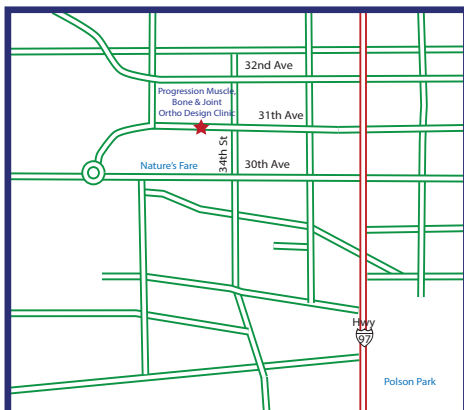 32nd Ave
Progression Muscle,
Bone & Joint
Ortho Design Clinic
31th Ave
34th St
Nature's Fare
30th Ave
Hwy
97
Polson Park